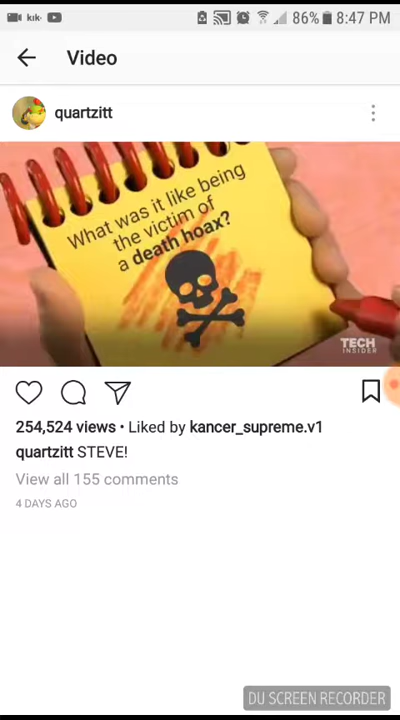 kik·
86% 8:47 PM
Video
quartzitt
What was it like being
the victim of
a death hoax?
TECH
INSIDER
254,524 views • Liked by kancer_supreme.v1
quartzitt STEVE!
View all 155 comments
4 DAYS AGO
DU SCREEN RECORDER